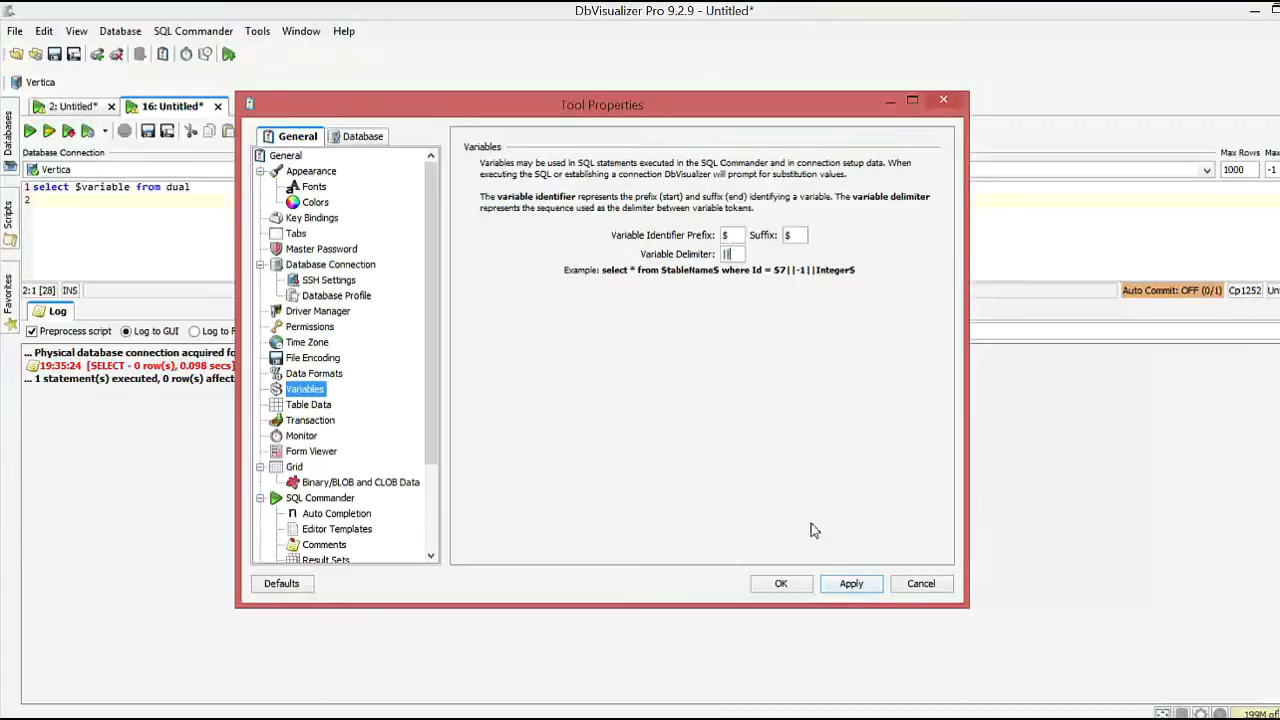 DbVisualizer Pro 9.2.9 - Untitled*
File Edit View Database SQL Commander Tools Window Help
Vertica
2: Untitled* 16: Untitled*
Databases
Scripts
Favorites
Database Connection
Max Rows Max
Vertica
1000 -1
1 select $variable from dual
2
2:1 [28] INS
Auto Commit: OFF (0/1) Cp1252
Log
Preprocess script Log to GUI Log to
... Physical database connection acquired fo
19:35:24 [SELECT - 0 row(s), 0.098 secs]
... 1 statement(s) executed, 0 row(s) affect
Tool Properties
General Database
General
Appearance
Fonts
Colors
Key Bindings
Tabs
Master Password
Database Connection
SSH Settings
Database Profile
Driver Manager
Permissions
Time Zone
File Encoding
Data Formats
Variables
Table Data
Transaction
Monitor
Form Viewer
Grid
Binary/BLOB and CLOB Data
SQL Commander
Auto Completion
Editor Templates
Comments
Result Sets
Variables
Variables may be used in SQL statements executed in the SQL Commander and in connection setup data. When
executing the SQL or establishing a connection DbVisualizer will prompt for substitution values.
The variable identifier represents the prefix (start) and suffix (end) identifying a variable. The variable delimiter
represents the sequence used as the delimiter between variable tokens.
Variable Identifier Prefix: $ Suffix: $
Variable Delimiter: ||
Example: select * from $tableName$ where Id = $7||-1||Integer$
Defaults OK Apply Cancel
199M of